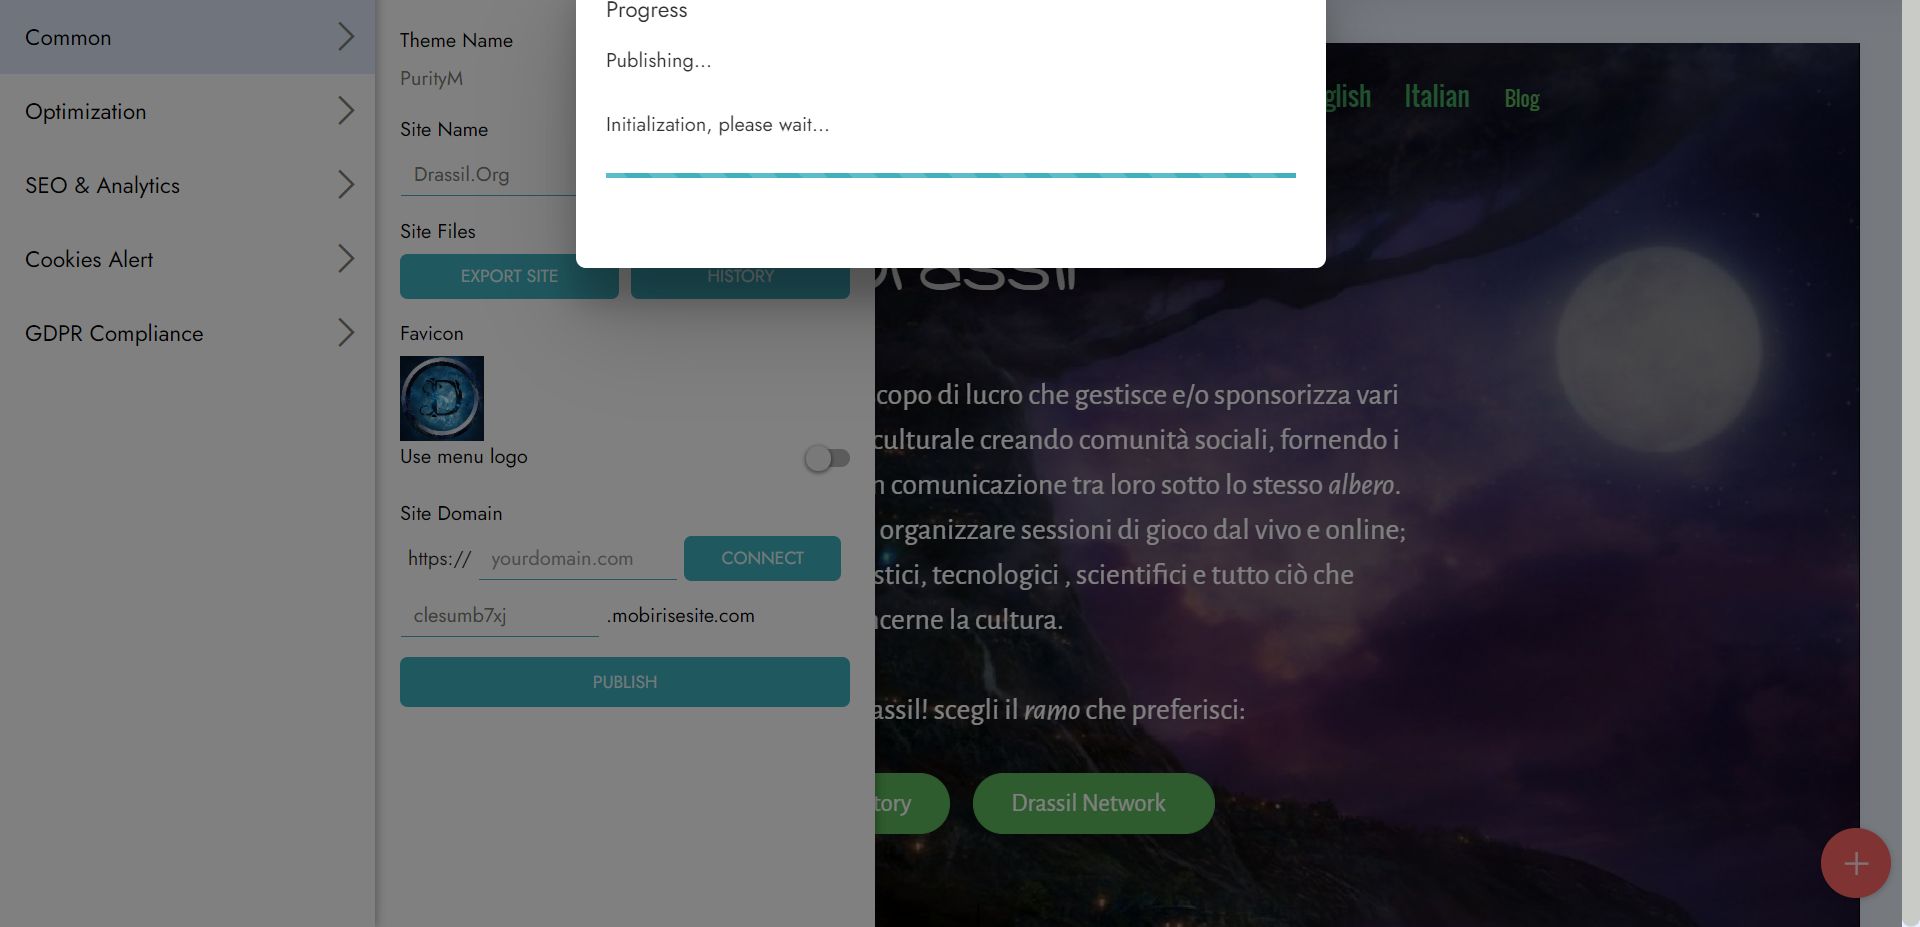 Common
Optimization
SEO & Analytics
Cookies Alert
GDPR Compliance
Theme Name
PurityM
Site Name
Drassil.Org
Site Files
EXPORT SITE
HISTORY
Favicon
Use menu logo
Site Domain
https://
yourdomain.com
CONNECT
clesumb7xj
.mobirisesite.com
PUBLISH
Progress
Publishing...
Initialization, please wait...
glish
Italian
Blog
rassil
copo di lucro che gestisce e/o sponsorizza vari
culturale creando comunità sociali, fornendo i
n comunicazione tra loro sotto lo stesso albero.
organizzare sessioni di gioco dal vivo e online;
stici, tecnologici , scientifici e tutto ciò che
ncerne la cultura.
assil! scegli il ramo che preferisci:
tory
Drassil Network